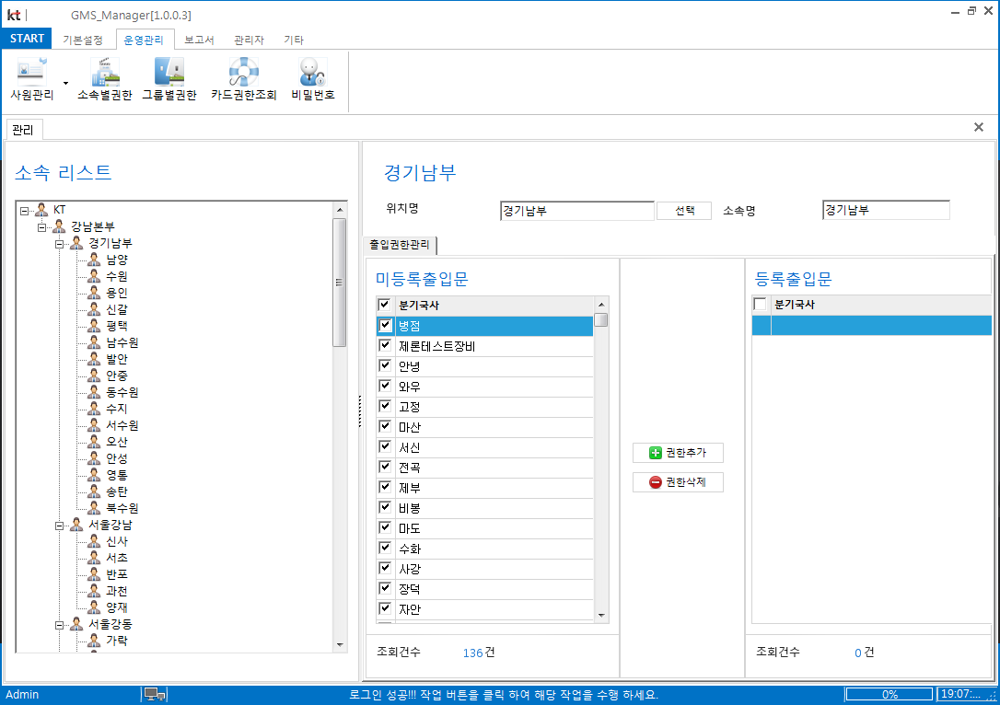 kt GMS_Manager[1.0.0.3]
START 기본설정 운영관리 보고서 관리자 기타
사원관리 소속별권한 그룹별권한 카드권한조회 비밀번호
관리
소속 리스트
KT
강남본부
경기남부
남양
수원
용인
신갈
평택
남수원
발안
안중
동수원
수지
서수원
오산
안성
영통
송탄
북수원
서울강남
신사
서초
반포
과천
양재
서울강동
가락
경기남부
위치명 경기남부 선택 소속명 경기남부
출입권한관리
미등록출입문
분기국사
병점
제론테스트장비
안녕
와우
고정
마산
서신
전곡
제부
비봉
마도
수화
사강
장덕
자안
조회건수 136 건
권한추가
권한삭제
등록출입문
분기국사
조회건수 0 건
Admin 로그인 성공!!! 작업 버튼을 클릭 하여 해당 작업을 수행 하세요. 0% 19:07:...